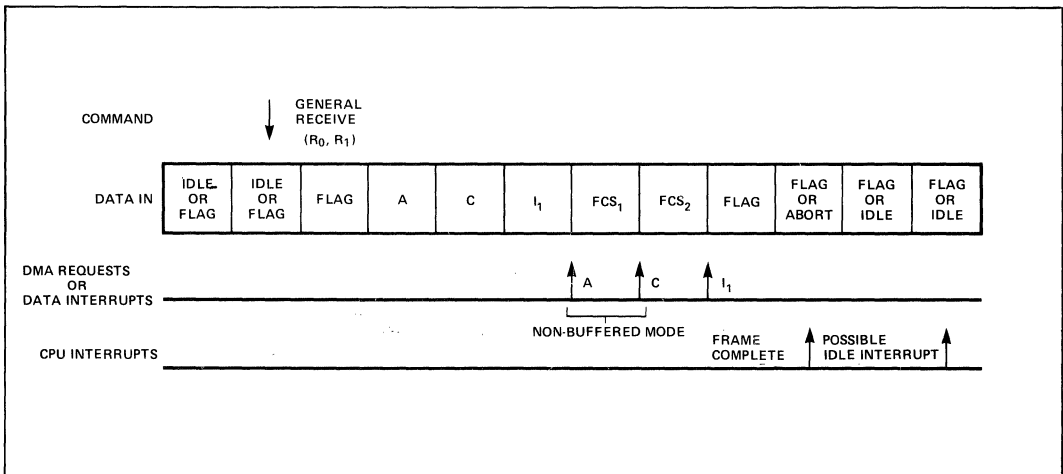 COMMAND
GENERAL
RECEIVE
(R₀, R₁)
DATA IN
IDLE
OR
FLAG
IDLE
OR
FLAG
FLAG
A
C
I₁
FCS₁
FCS₂
FLAG
FLAG
OR
ABORT
FLAG
OR
IDLE
FLAG
OR
IDLE
DMA REQUESTS
OR
DATA INTERRUPTS
A
C
I₁
NON-BUFFERED MODE
CPU INTERRUPTS
FRAME
COMPLETE
POSSIBLE
IDLE INTERRUPT